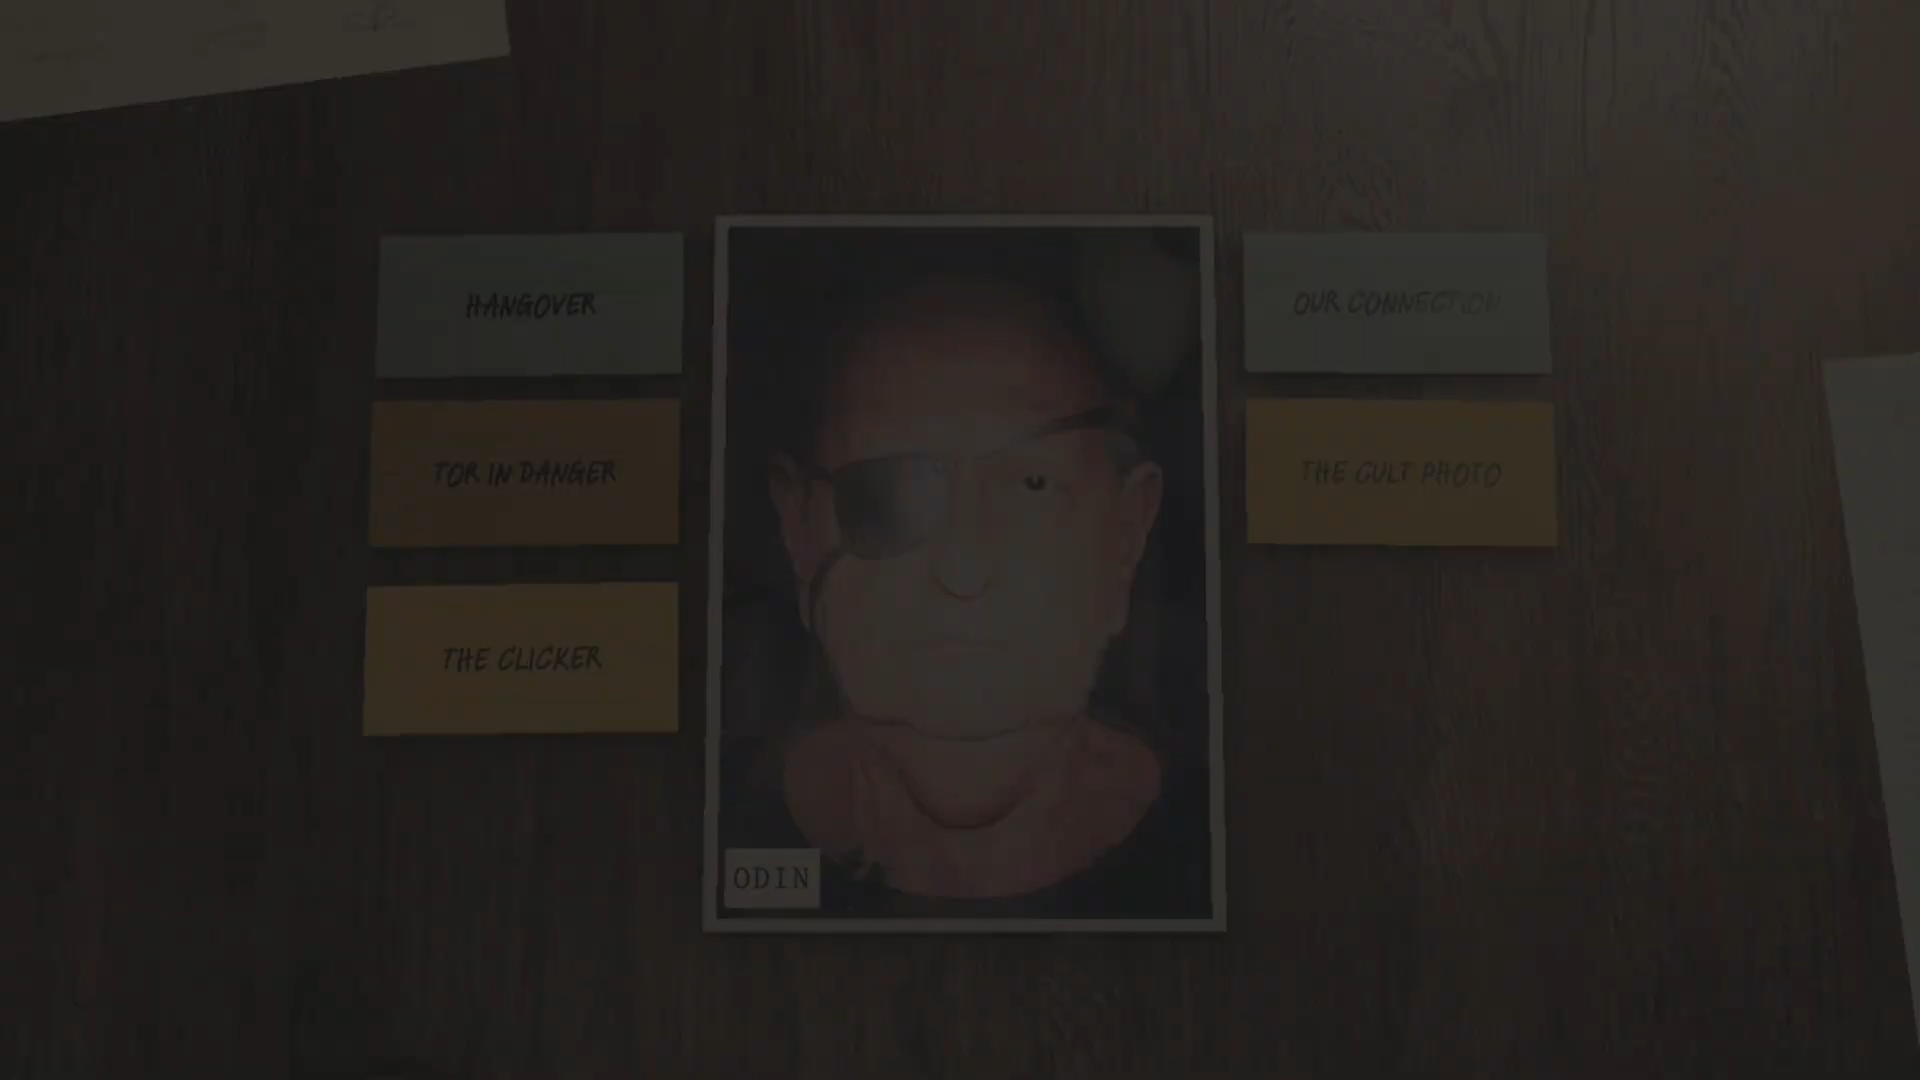 HANGOVER
TOR IN DANGER
THE CLICKER
ODIN
OUR CONNECTION
THE CULT PHOTO